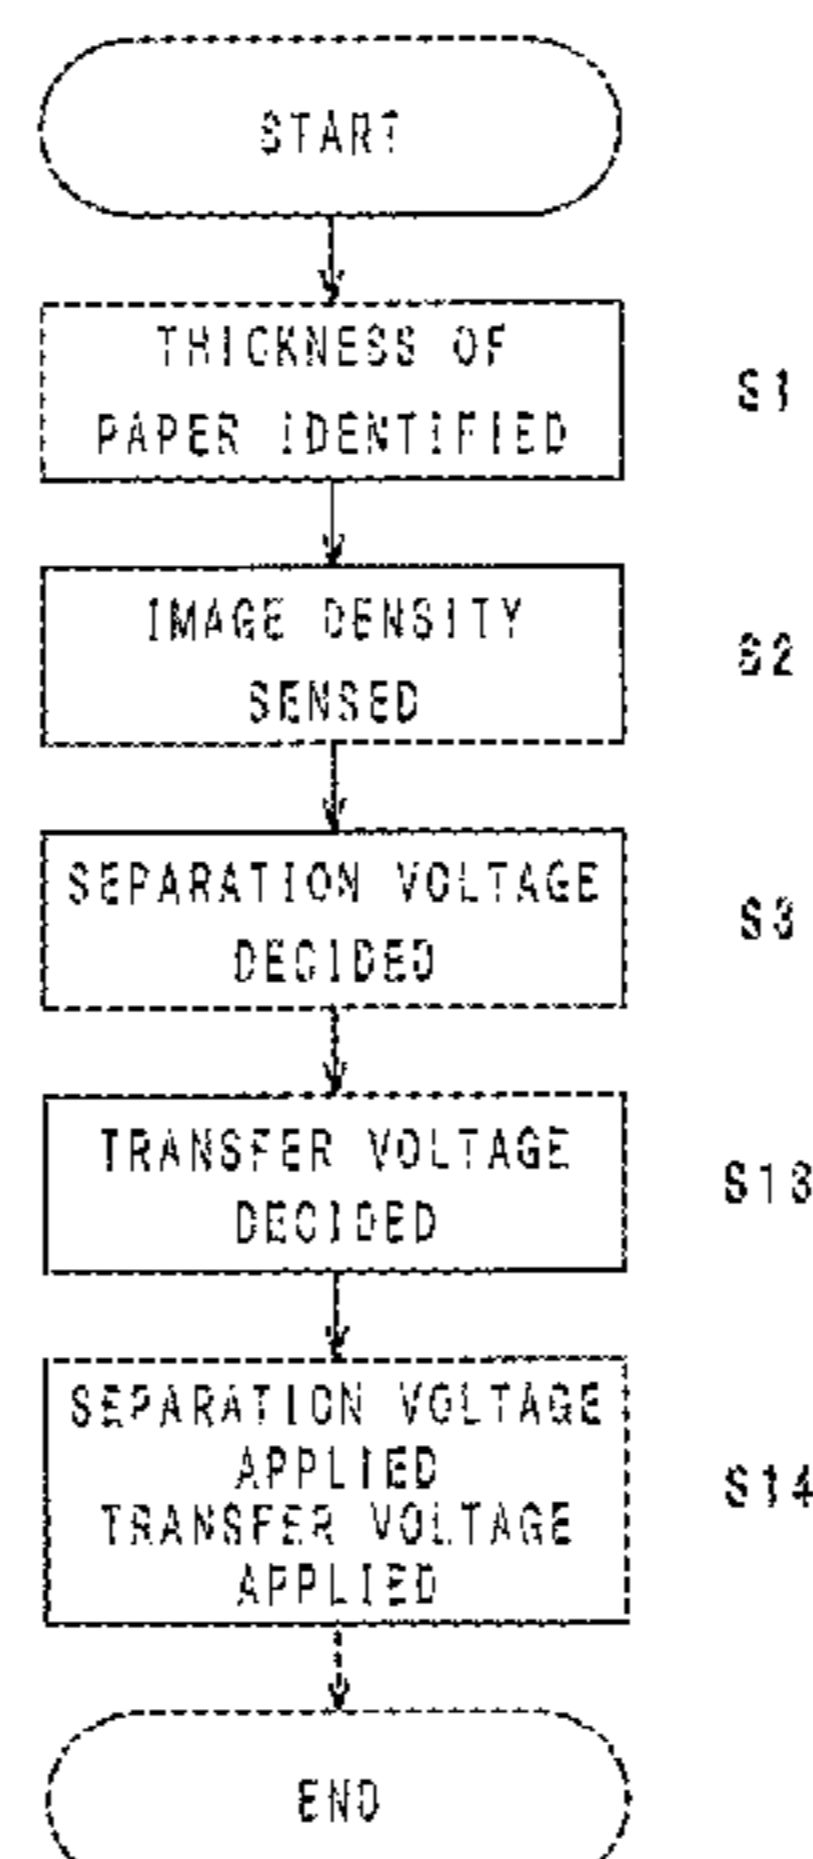 START
THICKNESS OF
PAPER IDENTIFIED
S1
IMAGE DENSITY
SENSED
S2
SEPARATION VOLTAGE
DECIDED
S3
TRANSFER VOLTAGE
DECIDED
S13
SEPARATION VOLTAGE
APPLIED
TRANSFER VOLTAGE
APPLIED
S14
END